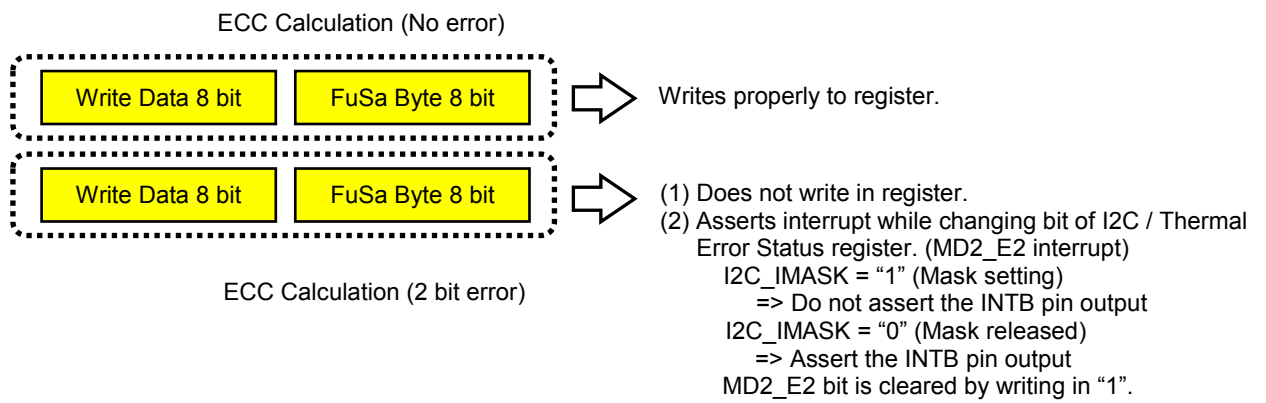 ECC Calculation (No error)
Write Data 8 bit
FuSa Byte 8 bit
Writes properly to register.
Write Data 8 bit
FuSa Byte 8 bit
(1) Does not write in register.
(2) Asserts interrupt while changing bit of I2C / Thermal
Error Status register. (MD2_E2 interrupt)
I2C_IMASK = “1” (Mask setting)
=> Do not assert the INTB pin output
I2C_IMASK = “0” (Mask released)
=> Assert the INTB pin output
MD2_E2 bit is cleared by writing in “1”.
ECC Calculation (2 bit error)